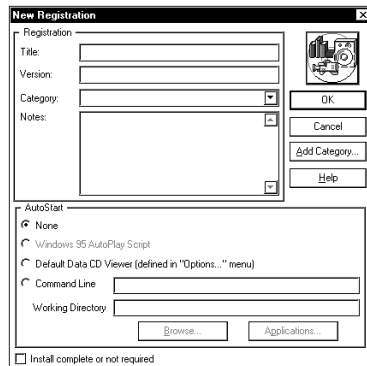 New Registration
Registration
Title:
Version:
Category:
Notes:
OK
Cancel
Add Category...
Help
AutoStart
None
Windows 95 AutoPlay Script
Default Data CD Viewer (defined in "Options..." menu)
Command Line
Working Directory
Browse...
Applications...
Install complete or not required